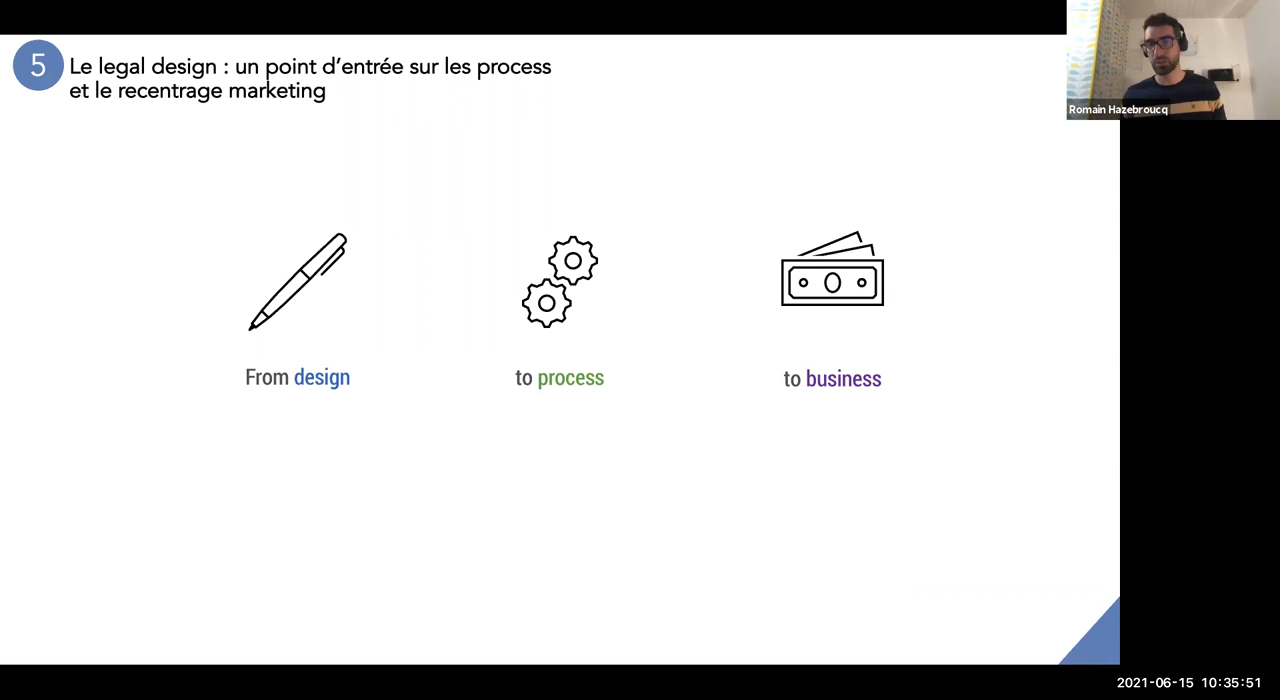 5
Le legal design : un point d’entrée sur les process
et le recentrage marketing
Romain Hazebroucq
From design
to process
to business
2021-06-15 10:35:51